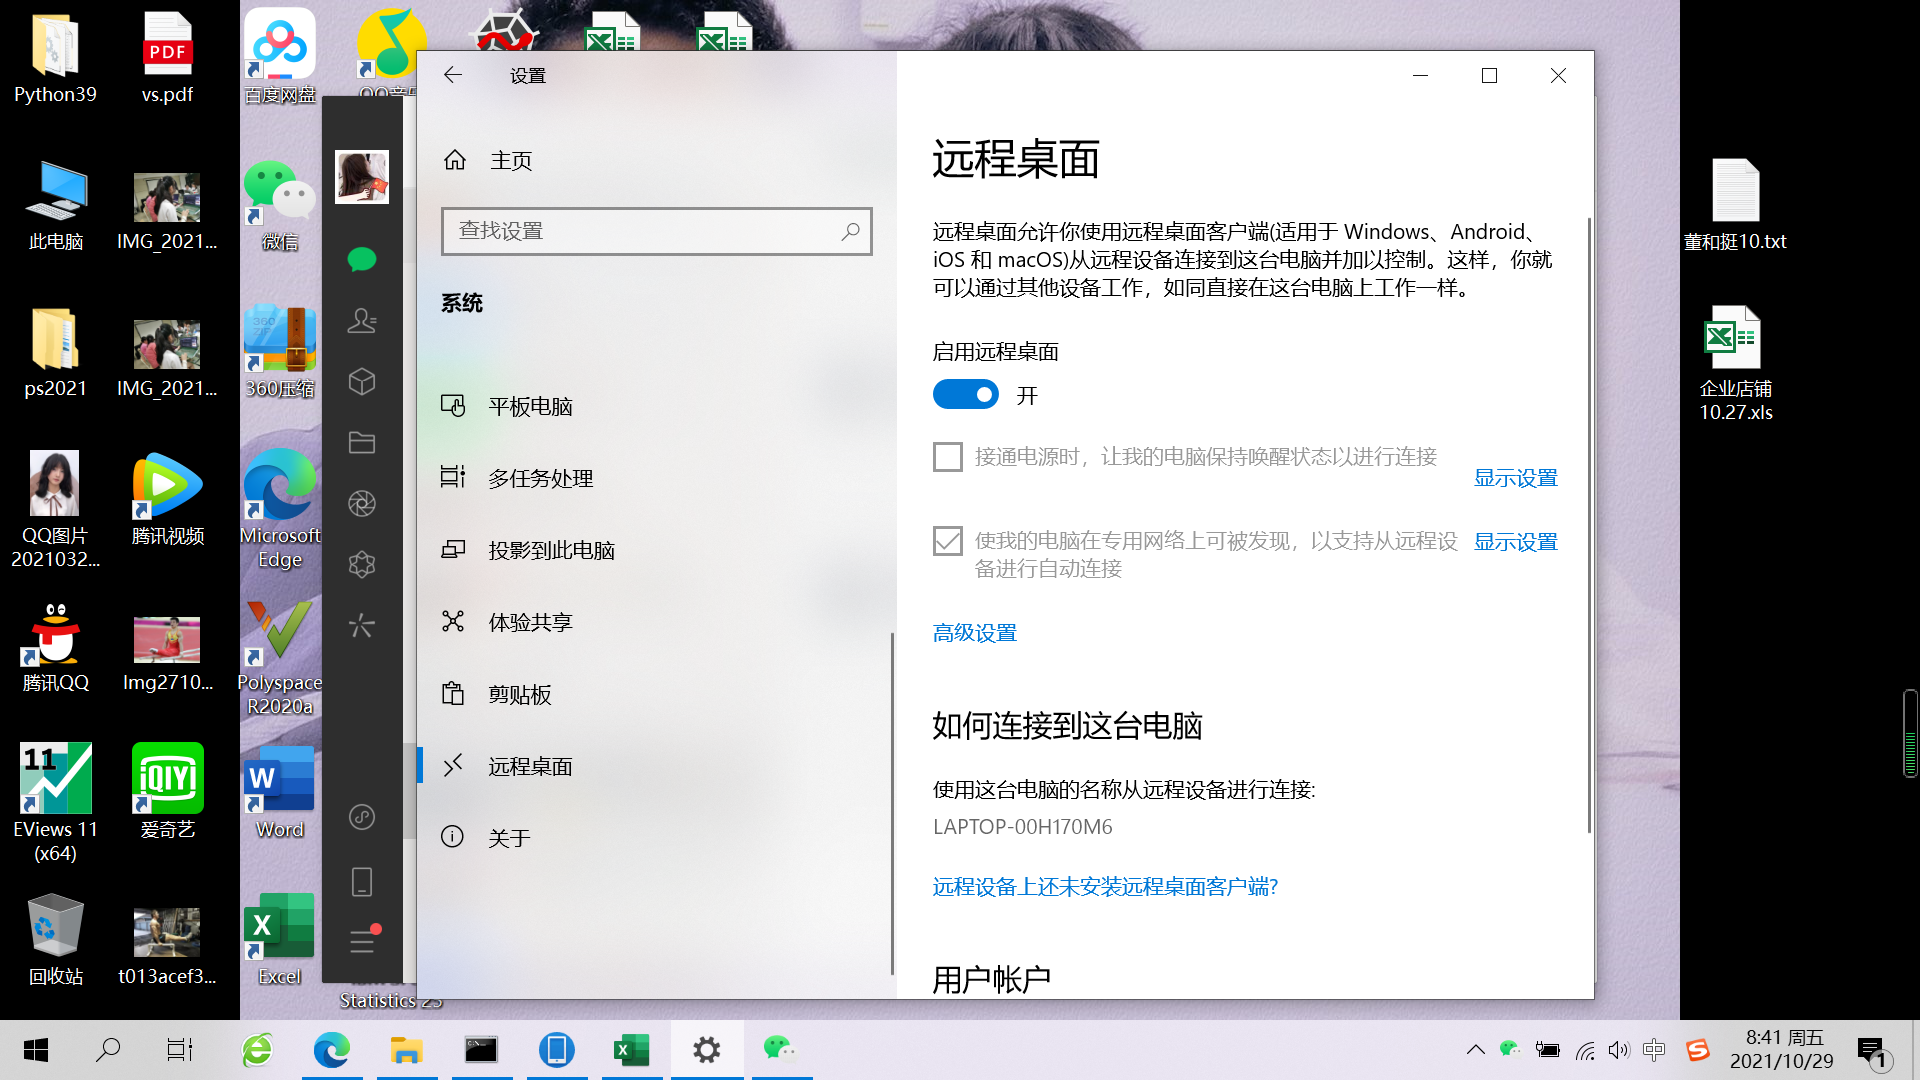 Python39
vs.pdf
百度网盘
此电脑
IMG_2021...
微信
ps2021
IMG_2021...
360压缩
QQ图片
2021032...
腾讯视频
Microsoft
Edge
腾讯QQ
Img2710...
Polyspace
R2020a
EViews 11
(x64)
爱奇艺
Word
回收站
t013acef3...
Excel
Statistics 25
设置
主页
查找设置
系统
平板电脑
多任务处理
投影到此电脑
体验共享
剪贴板
远程桌面
关于
远程桌面
远程桌面允许你使用远程桌面客户端(适用于 Windows、Android、
iOS 和 macOS)从远程设备连接到这台电脑并加以控制。这样，你就
可以通过其他设备工作，如同直接在这台电脑上工作一样。
启用远程桌面
开
接通电源时，让我的电脑保持唤醒状态以进行连接
显示设置
使我的电脑在专用网络上可被发现，以支持从远程设
备进行自动连接
显示设置
高级设置
如何连接到这台电脑
使用这台电脑的名称从远程设备进行连接:
LAPTOP-00H170M6
远程设备上还未安装远程桌面客户端?
用户帐户
董和挺10.txt
企业店铺
10.27.xls
中
8:41 周五
2021/10/29
1